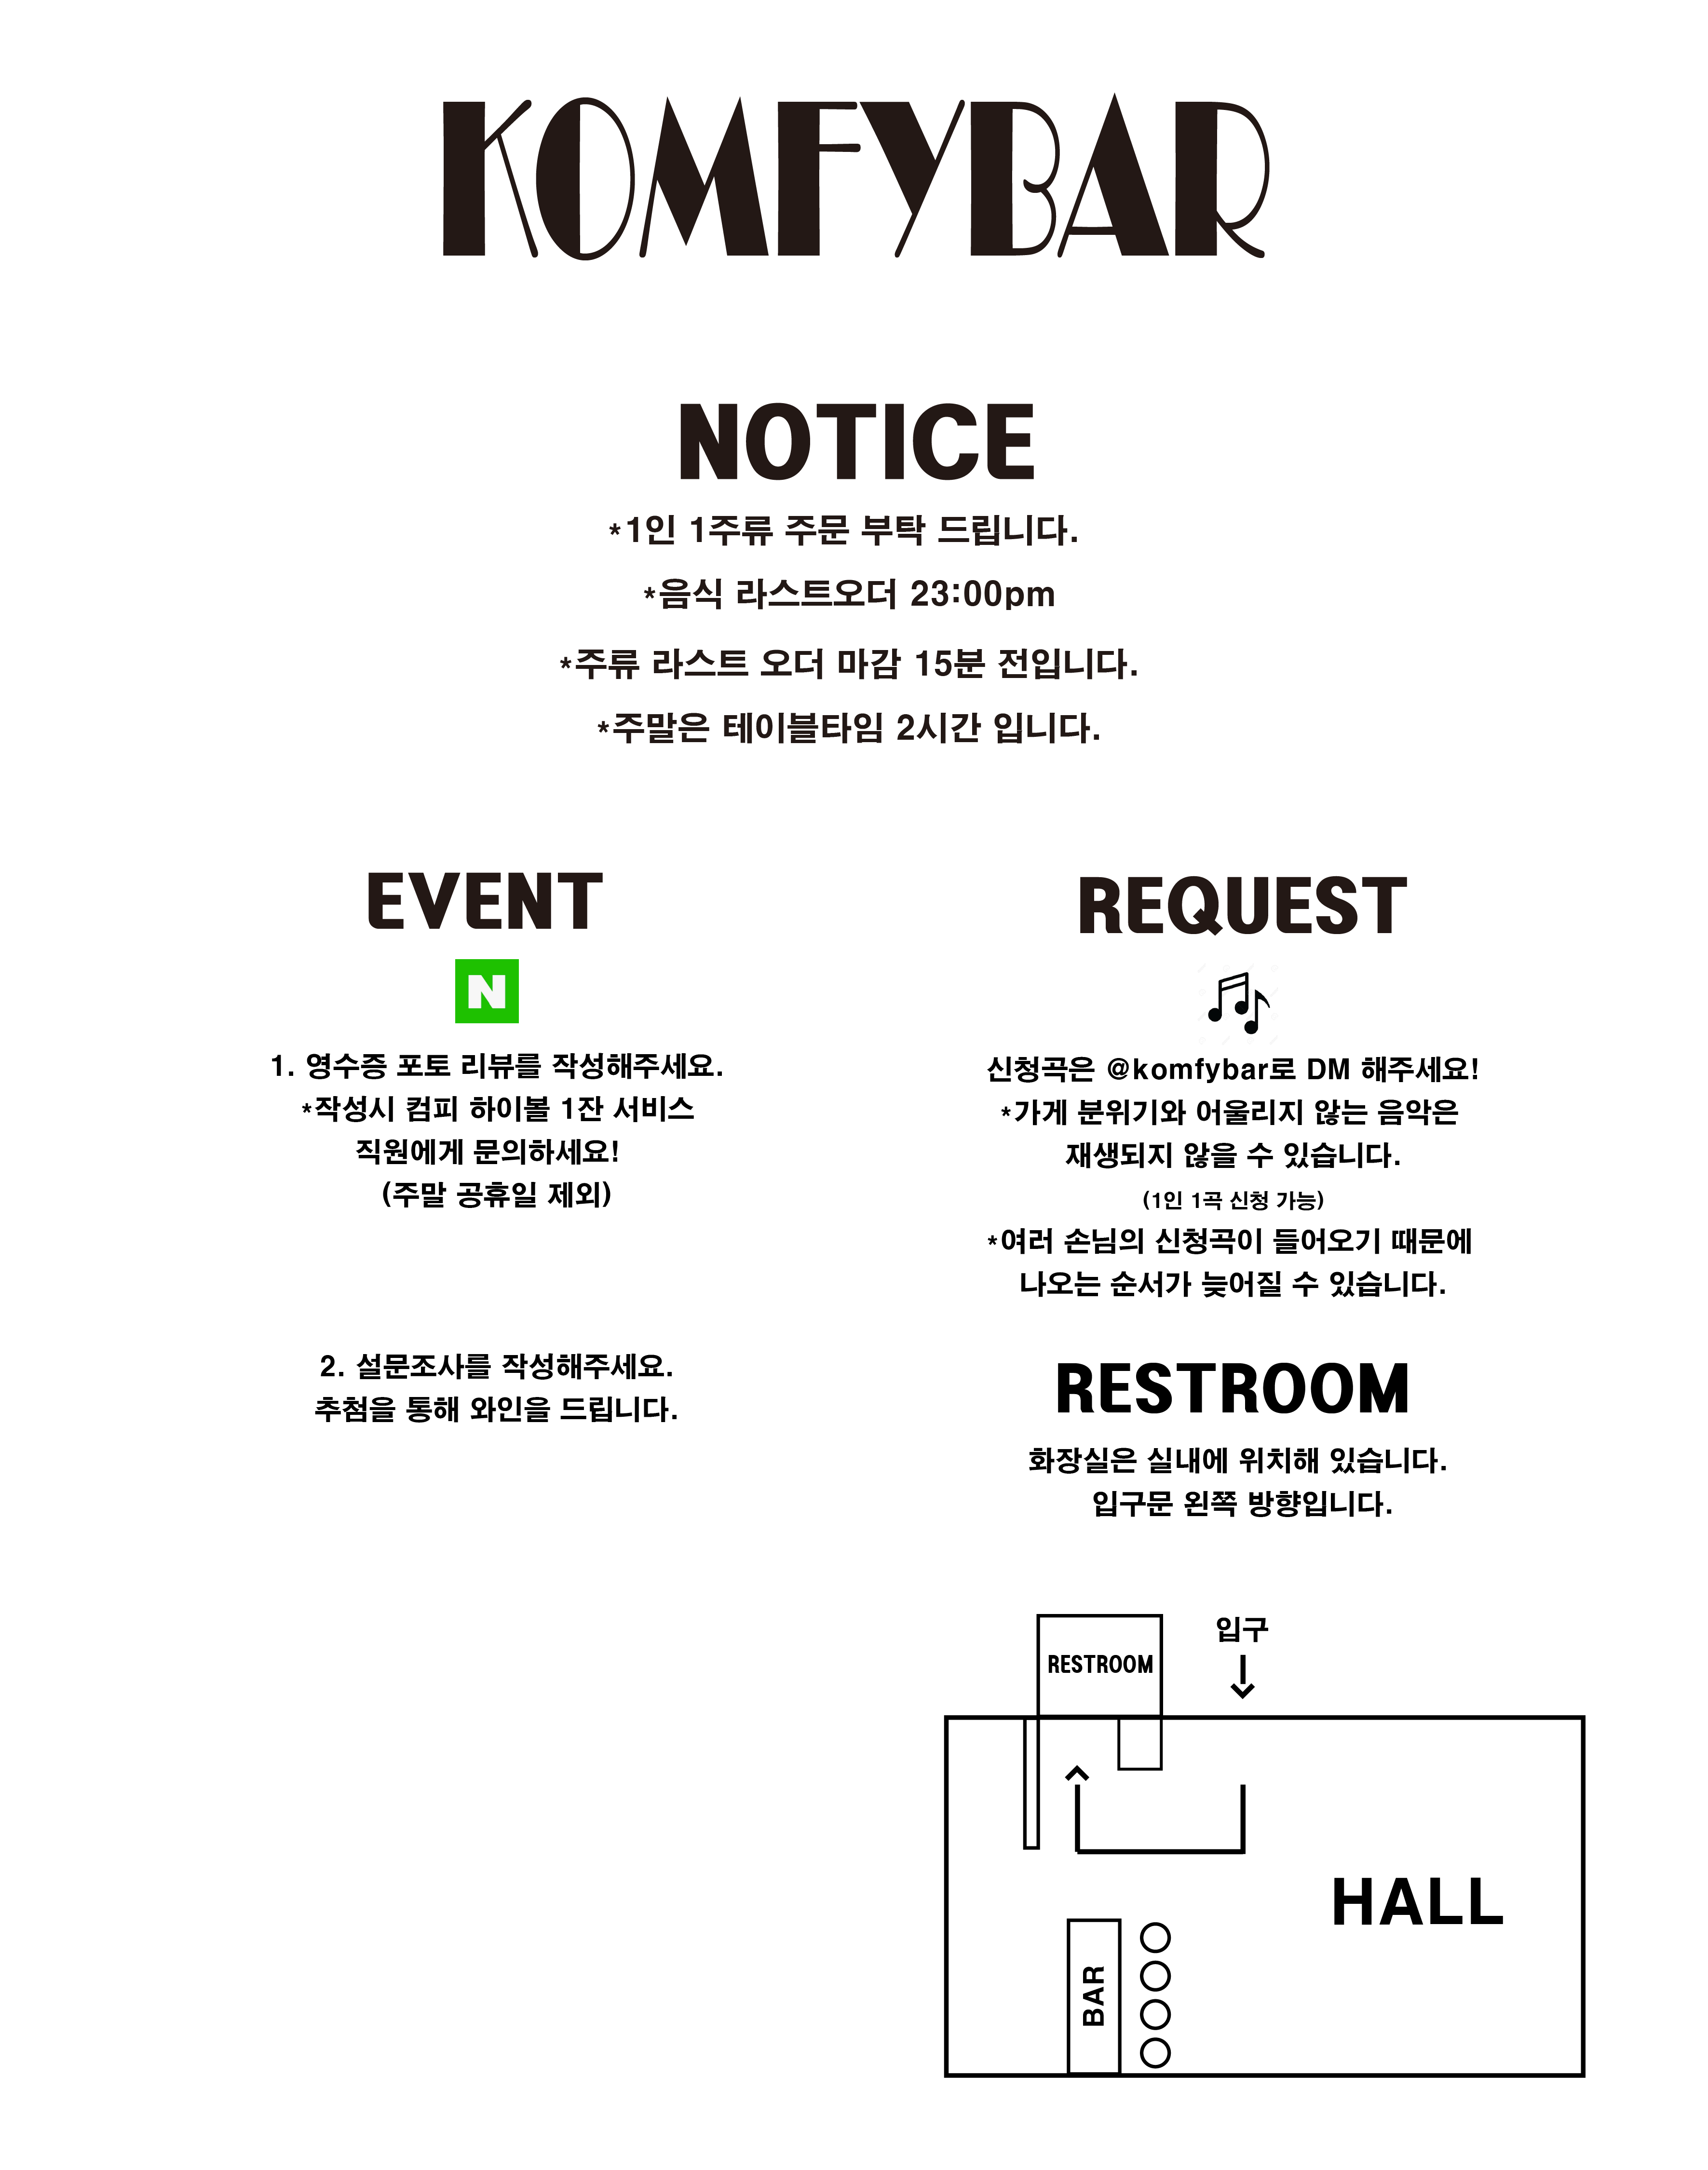 KOMFYBAR
NOTICE
*1인 1주류 주문 부탁 드립니다.
*음식 라스트오더 23:00pm
*주류 라스트 오더 마감 15분 전입니다.
*주말은 테이블타임 2시간 입니다.
EVENT
N
1. 영수증 포토 리뷰를 작성해주세요.
*작성시 컴피 하이볼 1잔 서비스
직원에게 문의하세요!
(주말 공휴일 제외)
2. 설문조사를 작성해주세요.
추첨을 통해 와인을 드립니다.
REQUEST
신청곡은 @komfybar로 DM 해주세요!
*가게 분위기와 어울리지 않는 음악은
재생되지 않을 수 있습니다.
(1인 1곡 신청 가능)
*여러 손님의 신청곡이 들어오기 때문에
나오는 순서가 늦어질 수 있습니다.
RESTROOM
화장실은 실내에 위치해 있습니다.
입구문 왼쪽 방향입니다.
입구
RESTROOM
HALL
BAR